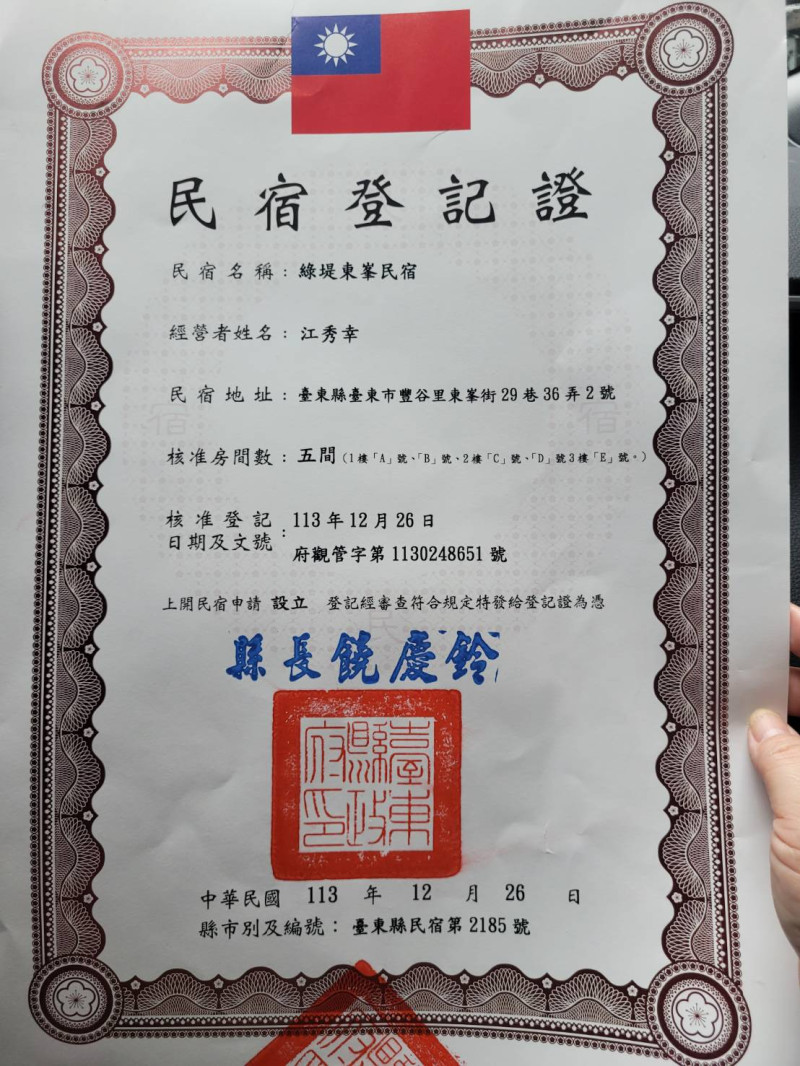 民宿登記證
民宿名稱：綠堤東峯民宿
經營者姓名：江秀幸
民宿地址：臺東縣臺東市豐谷里東峯街29巷36弄2號
核准房間數：五間（1樓「A」號、「B」號、2樓「C」號、「D」號3樓「E」號。）
核准登記日期及文號：113年12月26日
府觀管字第1130248651號
上開民宿申請 設立 登記經審查符合規定特發給登記證為憑
縣長饒慶鈴
臺東縣政府印
中華民國 113 年 12 月 26 日
縣市別及編號：臺東縣民宿第2185號